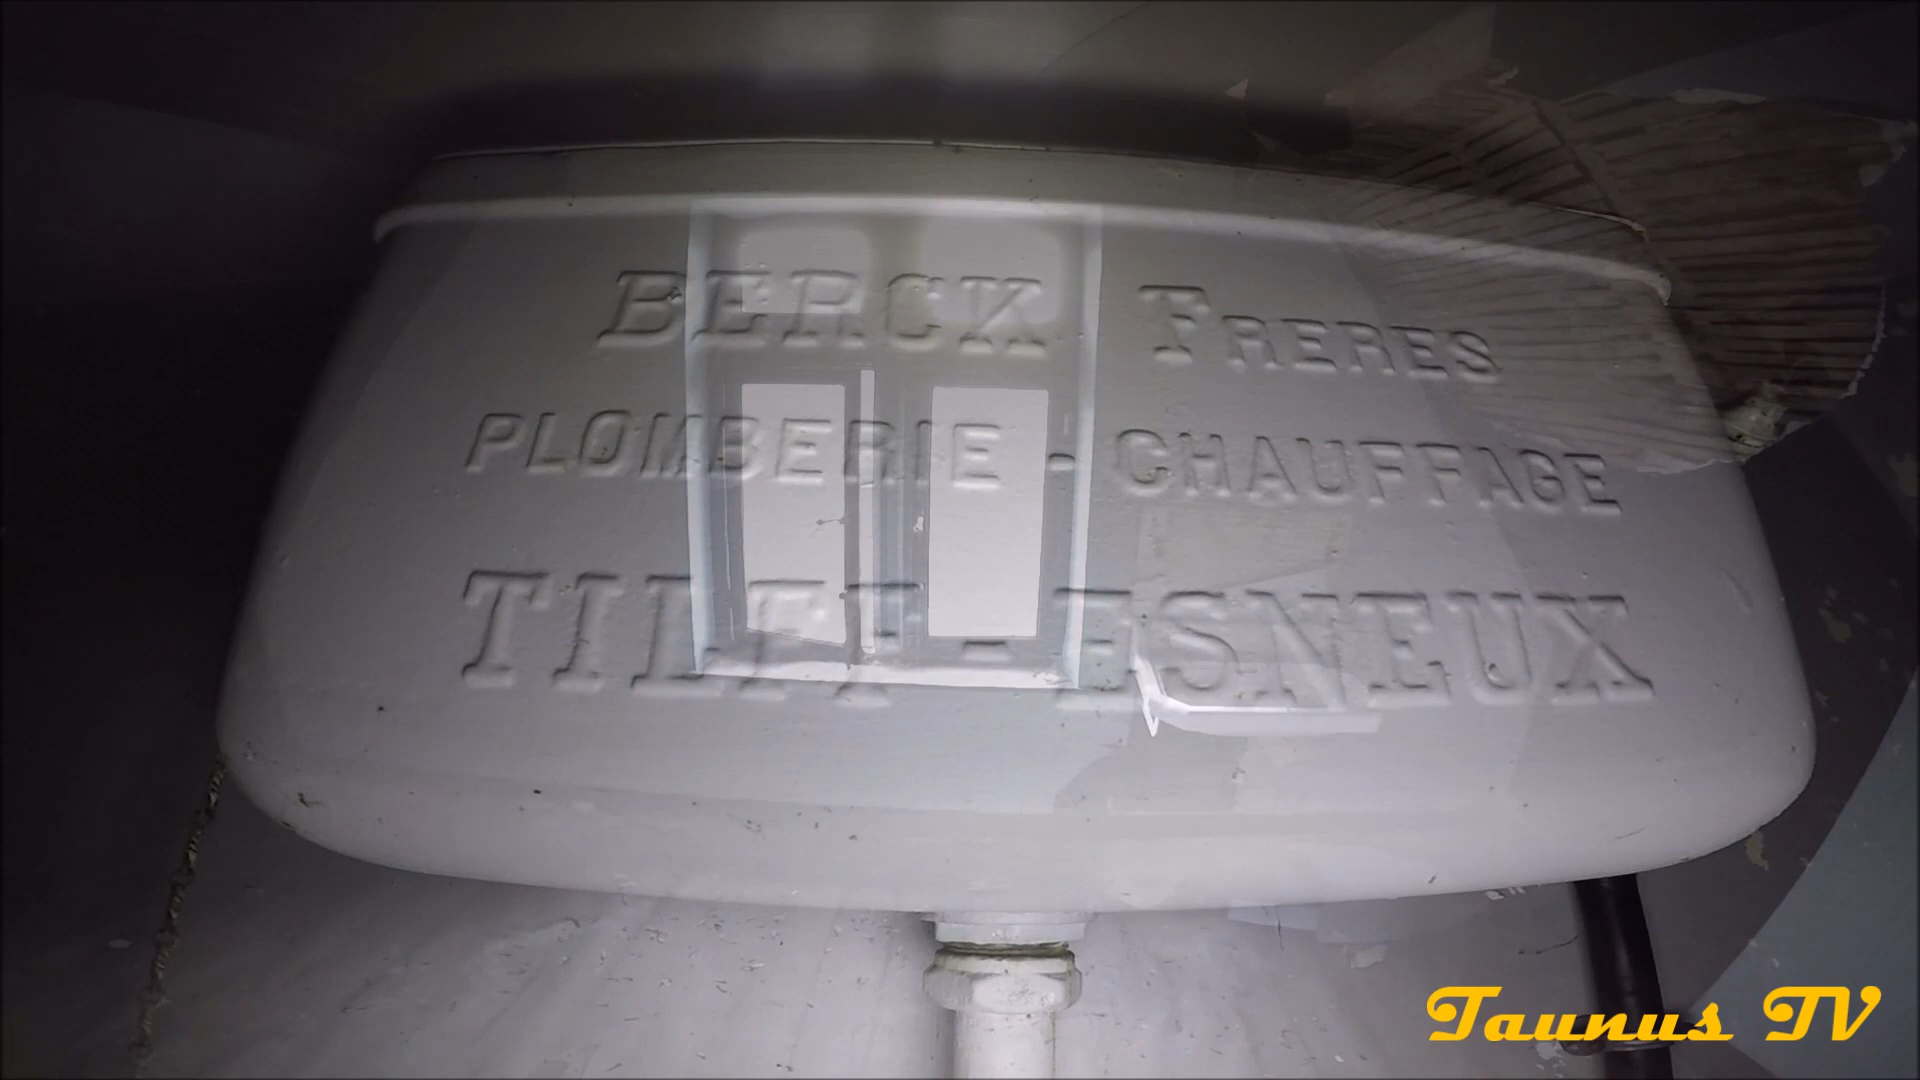 BERCK FRERES
PLOMBERIE - CHAUFFAGE
TILFF - ESNEUX
Taunus TV